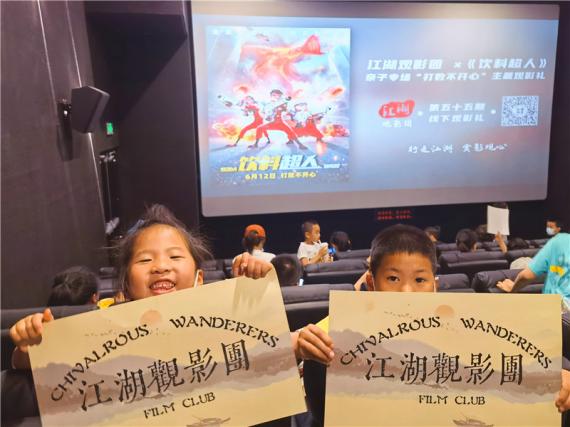 江湖观影团 ×《饮料超人》
亲子专场"打败不开心"主题观影礼
江湖
第五十五期
线下观影礼
行走江湖 赏影观心
饮料超人
6月12日 "打败不开心"
CHIVALROUS WANDERERS
江湖觀影團
FILM CLUB
CHIVALROUS WANDERERS
江湖觀影團
FILM CLUB